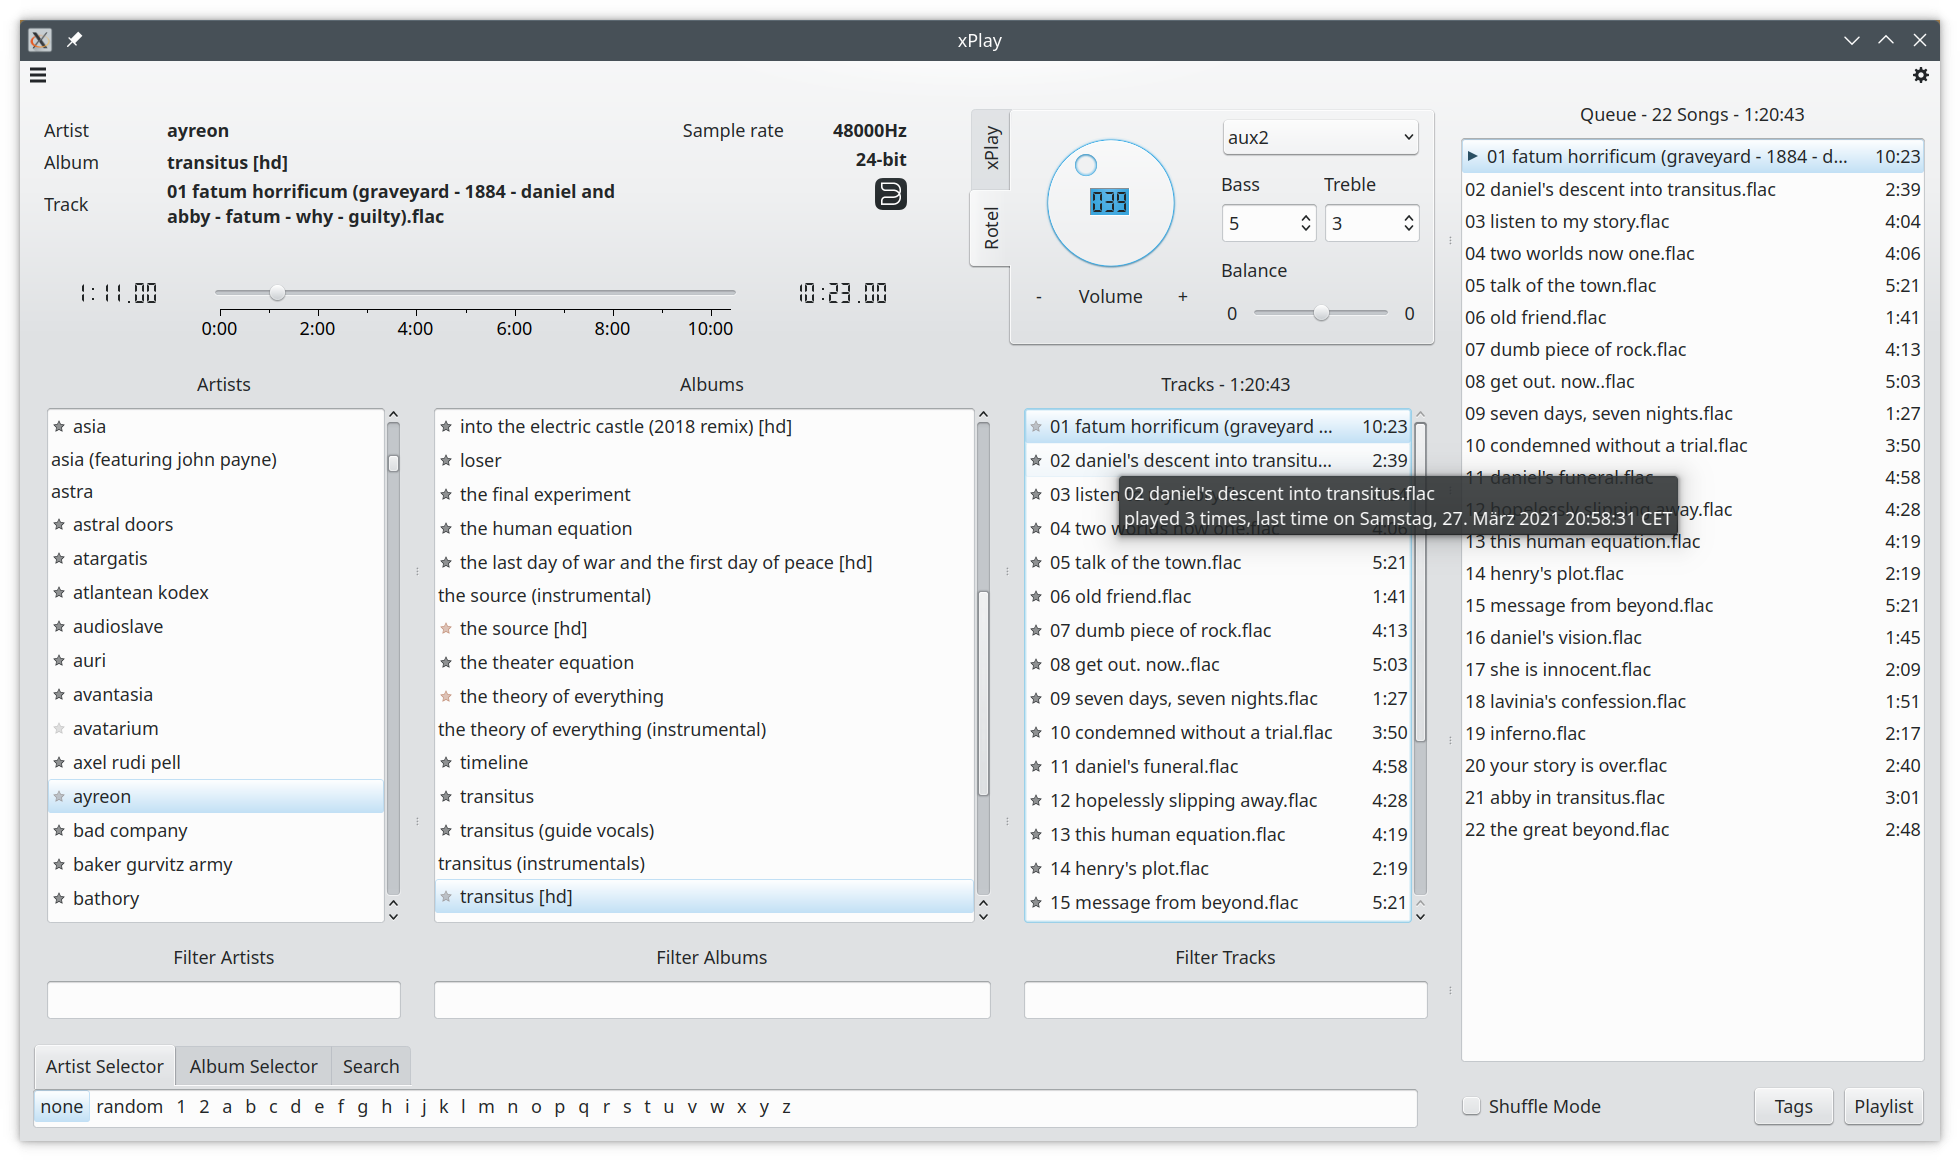 xPlay
Artist ayreon
Album transitus [hd]
Track 01 fatum horrificum (graveyard - 1884 - daniel and
abby - fatum - why - guilty).flac
Sample rate 48000Hz
24-bit
1:11.00
10:23.00
0:00 2:00 4:00 6:00 8:00 10:00
xPlay
Rotel
039
- Volume +
aux2
Bass Treble
5 3
Balance
0 0
Queue - 22 Songs - 1:20:43
01 fatum horrificum (graveyard - 1884 - d... 10:23
02 daniel's descent into transitus.flac 2:39
03 listen to my story.flac 4:04
04 two worlds now one.flac 4:06
05 talk of the town.flac 5:21
06 old friend.flac 1:41
07 dumb piece of rock.flac 4:13
08 get out. now..flac 5:03
09 seven days, seven nights.flac 1:27
10 condemned without a trial.flac 3:50
11 daniel's funeral.flac 4:58
12 hopelessly slipping away.flac 4:28
13 this human equation.flac 4:19
14 henry's plot.flac 2:19
15 message from beyond.flac 5:21
16 daniel's vision.flac 1:45
17 she is innocent.flac 2:09
18 lavinia's confession.flac 1:51
19 inferno.flac 2:17
20 your story is over.flac 2:40
21 abby in transitus.flac 3:01
22 the great beyond.flac 2:48
Artists
asia
asia (featuring john payne)
astra
astral doors
atargatis
atlantean kodex
audioslave
auri
avantasia
avatarium
axel rudi pell
ayreon
bad company
baker gurvitz army
bathory
Filter Artists
Albums
into the electric castle (2018 remix) [hd]
loser
the final experiment
the human equation
the last day of war and the first day of peace [hd]
the source (instrumental)
the source [hd]
the theater equation
the theory of everything
the theory of everything (instrumental)
timeline
transitus
transitus (guide vocals)
transitus (instrumentals)
transitus [hd]
Filter Albums
Tracks - 1:20:43
01 fatum horrificum (graveyard ... 10:23
02 daniel's descent into transitu... 2:39
03 listen
04 two worlds now one.flac 4:06
02 daniel's descent into transitus.flac
played 3 times, last time on Samstag, 27. März 2021 20:58:31 CET
05 talk of the town.flac 5:21
06 old friend.flac 1:41
07 dumb piece of rock.flac 4:13
08 get out. now..flac 5:03
09 seven days, seven nights.flac 1:27
10 condemned without a trial.flac 3:50
11 daniel's funeral.flac 4:58
12 hopelessly slipping away.flac 4:28
13 this human equation.flac 4:19
14 henry's plot.flac 2:19
15 message from beyond.flac 5:21
Filter Tracks
Artist Selector Album Selector Search
none random 1 2 a b c d e f g h i j k l m n o p q r s t u v w x y z
Shuffle Mode Tags Playlist